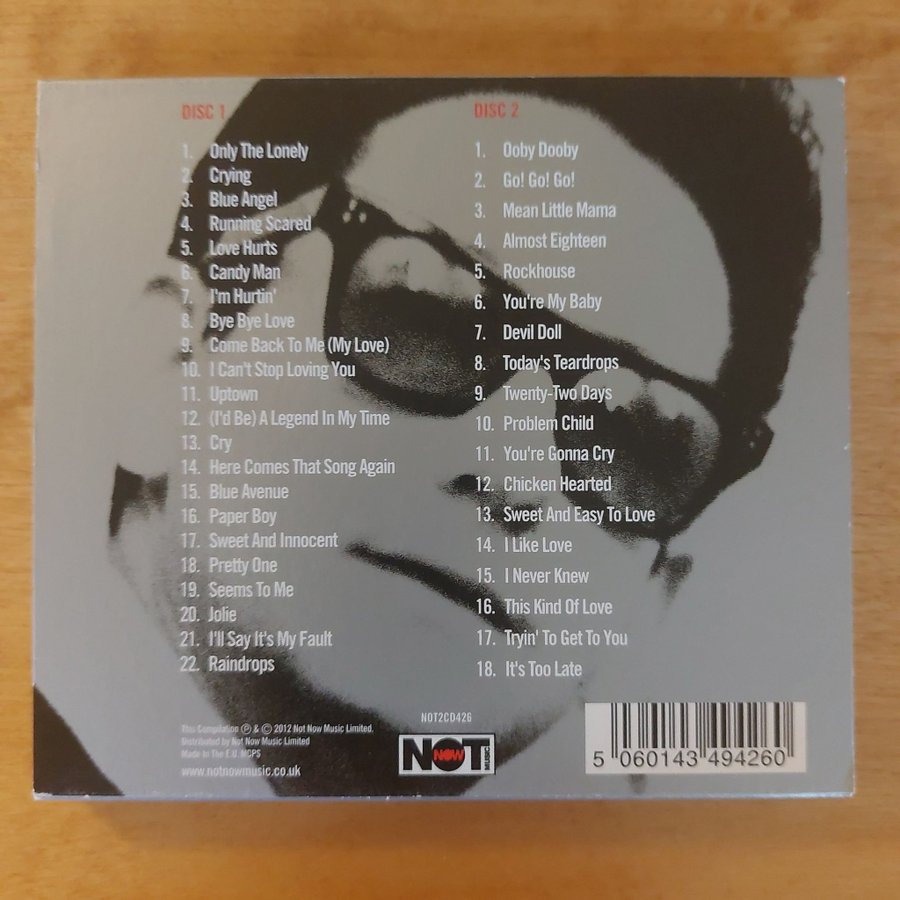 DISC 1
1. Only The Lonely
2. Crying
3. Blue Angel
4. Running Scared
5. Love Hurts
6. Candy Man
7. I'm Hurtin'
8. Bye Bye Love
9. Come Back To Me (My Love)
10. I Can't Stop Loving You
11. Uptown
12. (I'd Be) A Legend In My Time
13. Cry
14. Here Comes That Song Again
15. Blue Avenue
16. Paper Boy
17. Sweet And Innocent
18. Pretty One
19. Seems To Me
20. Jolie
21. I'll Say It's My Fault
22. Raindrops
DISC 2
1. Ooby Dooby
2. Go! Go! Go!
3. Mean Little Mama
4. Almost Eighteen
5. Rockhouse
6. You're My Baby
7. Devil Doll
8. Today's Teardrops
9. Twenty-Two Days
10. Problem Child
11. You're Gonna Cry
12. Chicken Hearted
13. Sweet And Easy To Love
14. I Like Love
15. I Never Knew
16. This Kind Of Love
17. Tryin' To Get To You
18. It's Too Late
This Compilation ℗ & © 2012 Not Now Music Limited.
Distributed by Not Now Music Limited
Made In The E.U. MCPS
www.notnowmusic.co.uk
NOT2CD426
NOT NOW MUSIC
5 060143 494260